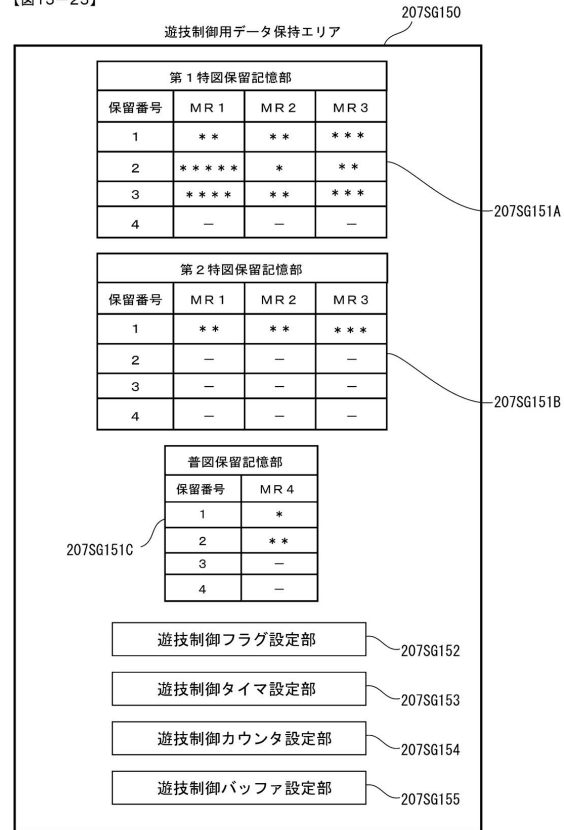 【図15-25】
207SG150
遊技制御用データ保持エリア
第1特図保留記憶部
保留番号 MR1 MR2 MR3
1 ** ** ***
2 ***** * **
3 **** ** ***
4 - - -
207SG151A
第2特図保留記憶部
保留番号 MR1 MR2 MR3
1 ** ** ***
2 - - -
3 - - -
4 - - -
207SG151B
普図保留記憶部
保留番号 MR4
1 *
2 **
3 -
4 -
207SG151C
遊技制御フラグ設定部
207SG152
遊技制御タイマ設定部
207SG153
遊技制御カウンタ設定部
207SG154
遊技制御バッファ設定部
207SG155